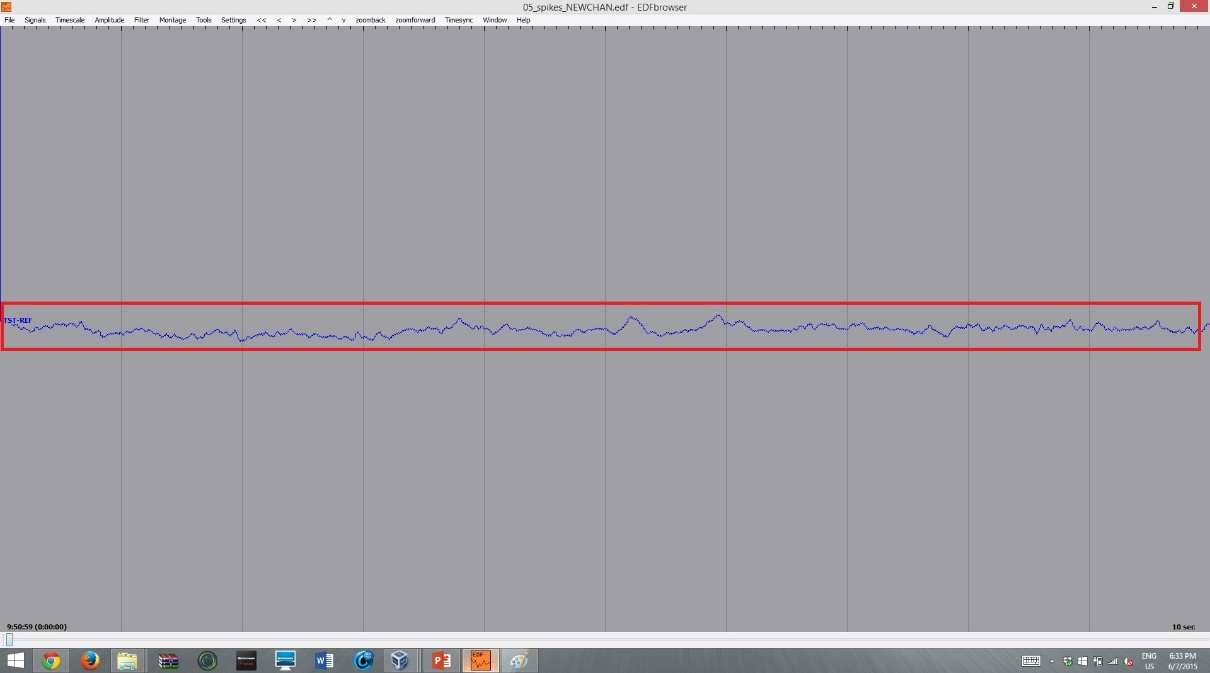 05_spikes_NEWCHAN.edf - EDFbrowser
File Signals Timescale Amplitude Filter Montage Tools Settings << < > >> ^ v zoomback zoomforward Timesync Window Help
TST-REF
9:50:59 (0:00:00) 10 sec
EDF
ENG 6:33 PM
US 6/7/2015